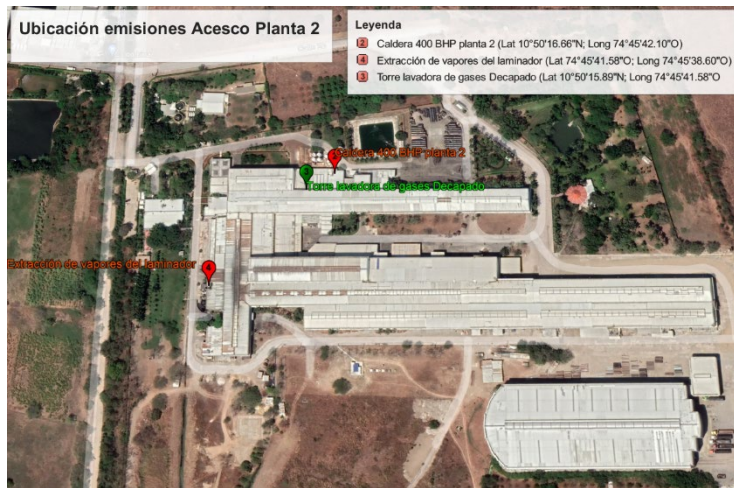 Ubicación emisiones Acesco Planta 2
Leyenda
2 Caldera 400 BHP planta 2 (Lat 10°50'16.66"N; Long 74°45'42.10"O)
4 Extracción de vapores del laminador (Lat 74°45'41.58"O; Long 74°45'38.60"O)
3 Torre lavadora de gases Decapado (Lat 10°50'15.89"N; Long 74°45'41.58"O
Caldera 400 BHP planta 2
Torre lavadora de gases Decapado
Extracción de vapores del laminador
4